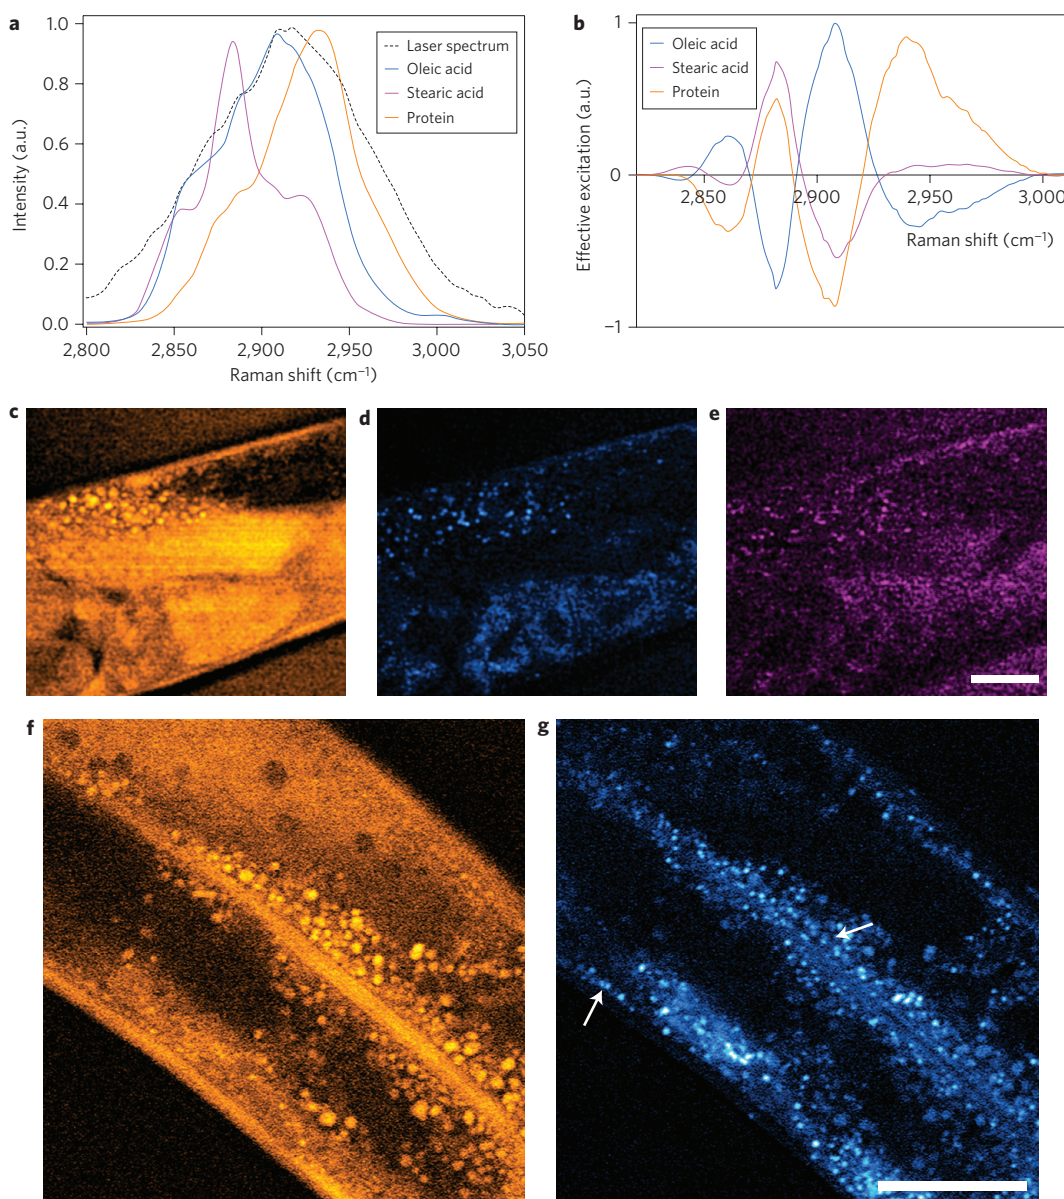 a
1.0
0.8
0.6
0.4
0.2
0.0
Intensity (a.u.)
Laser spectrum
Oleic acid
Stearic acid
Protein
2,800
2,850
2,900
2,950
3,000
3,050
Raman shift (cm⁻¹)
b
1
0
−1
Effective excitation (a.u.)
Oleic acid
Stearic acid
Protein
2,850
2,900
2,950
3,000
Raman shift (cm⁻¹)
c
d
e
f
g